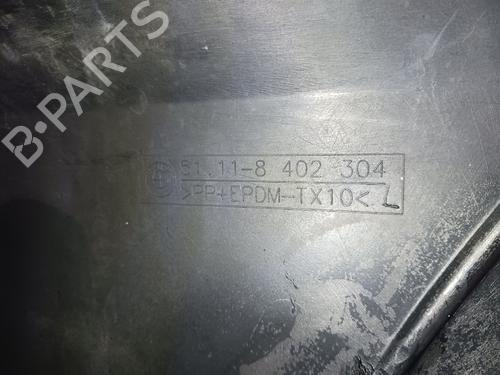 51.11-8 402 304
>PP+EPDM-TX10< L
B-PARTS